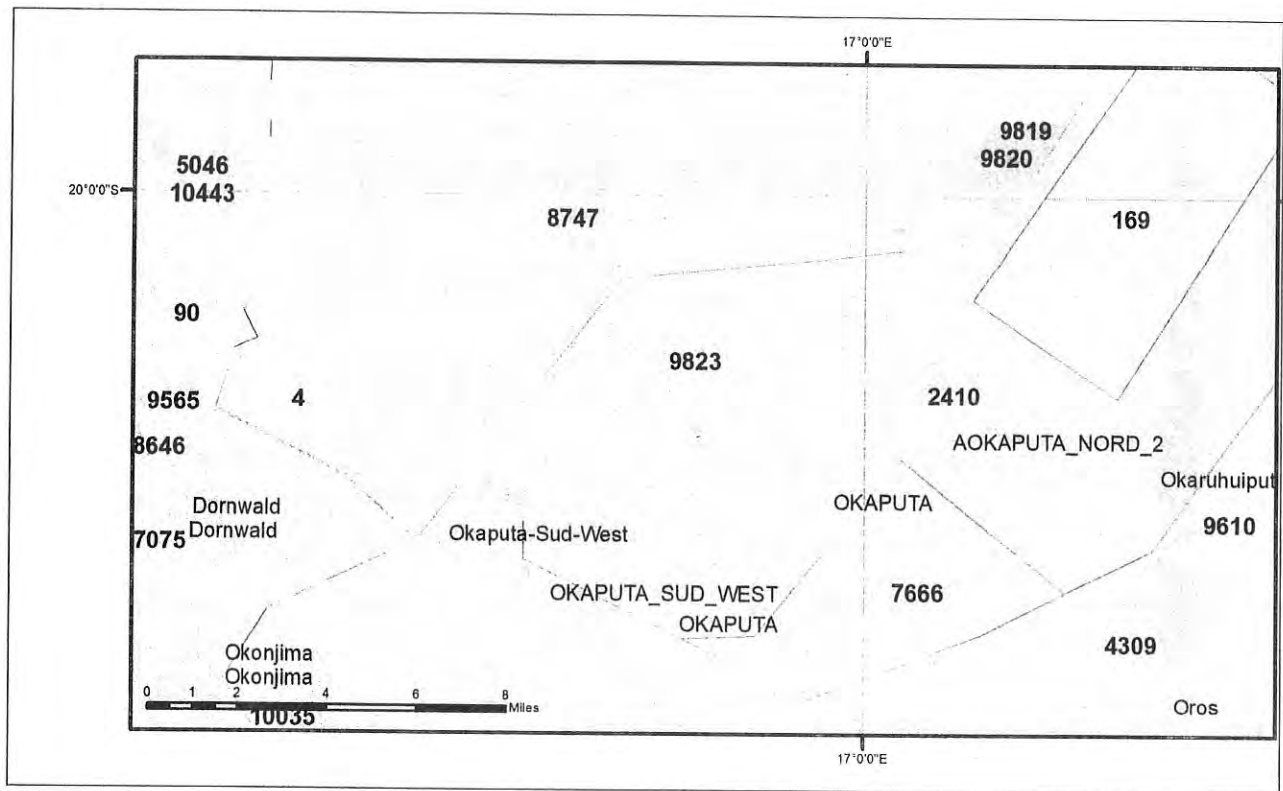 17°0'0"E
9819
5046
9820
20°0'0"S
10443
8747
169
90
9823
9565
4
2410
8646
AOKAPUTA_NORD_2
Okaruhuiput
Dornwald
OKAPUTA
Dornwald
Okaputa-Sud-West
9610
7075
OKAPUTA_SUD_WEST
7666
OKAPUTA
4309
Okonjima
Okonjima
0 1 2 4 6 8
Miles
10035
Oros
17°0'0"E